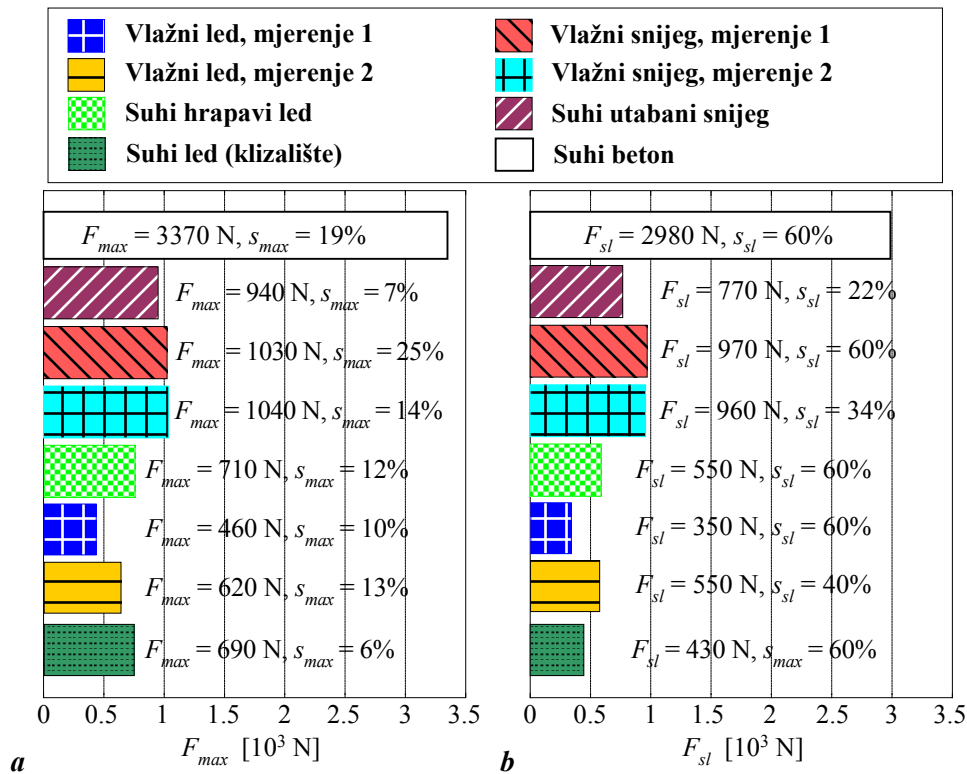 Vlažni led, mjerenje 1
Vlažni led, mjerenje 2
Suhi hrapavi led
Suhi led (klizalište)
Vlažni snijeg, mjerenje 1
Vlažni snijeg, mjerenje 2
Suhi utabani snijeg
Suhi beton
F_max = 3370 N, s_max = 19%
F_max = 940 N, s_max = 7%
F_max = 1030 N, s_max = 25%
F_max = 1040 N, s_max = 14%
F_max = 710 N, s_max = 12%
F_max = 460 N, s_max = 10%
F_max = 620 N, s_max = 13%
F_max = 690 N, s_max = 6%
0 0.5 1 1.5 2 2.5 3 3.5
F_max [10³ N]
a
F_sl = 2980 N, s_sl = 60%
F_sl = 770 N, s_sl = 22%
F_sl = 970 N, s_sl = 60%
F_sl = 960 N, s_sl = 34%
F_sl = 550 N, s_sl = 60%
F_sl = 350 N, s_sl = 60%
F_sl = 550 N, s_sl = 40%
F_sl = 430 N, s_max = 60%
0 0.5 1 1.5 2 2.5 3 3.5
F_sl [10³ N]
b